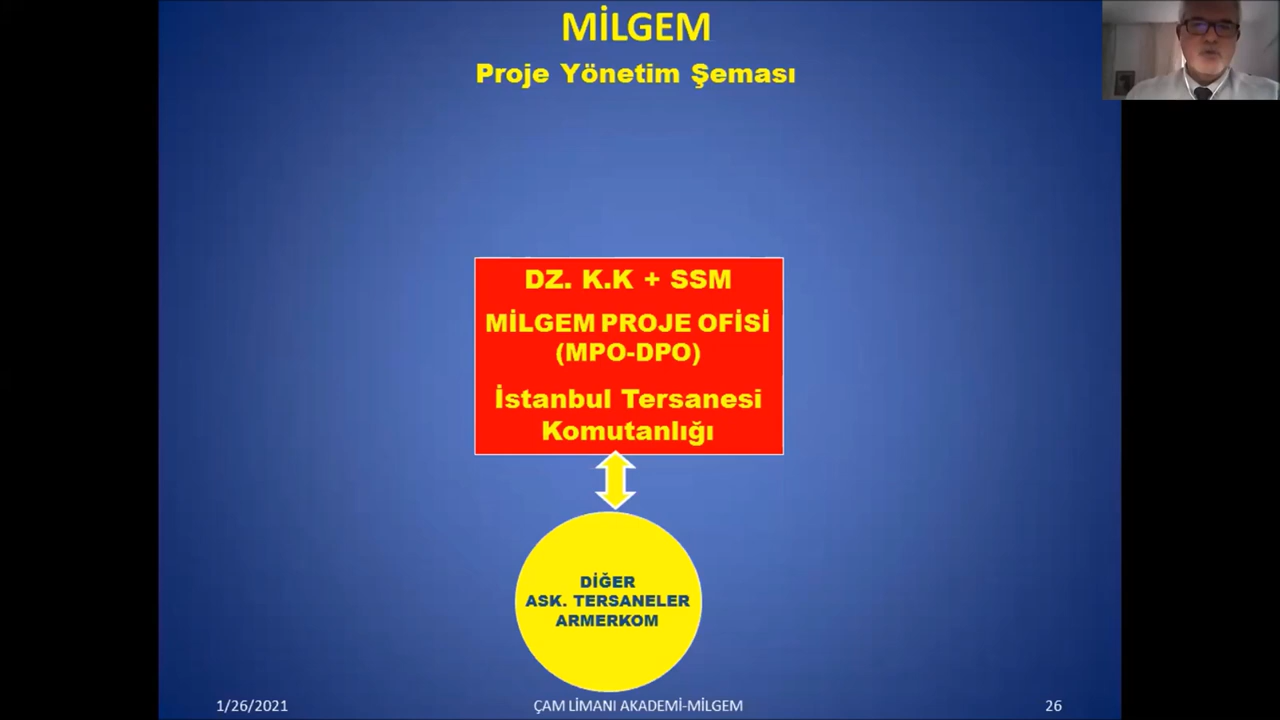 MİLGEM
Proje Yönetim Şeması
DZ. K.K + SSM
MİLGEM PROJE OFİSİ
(MPO-DPO)
İstanbul Tersanesi
Komutanlığı
DİĞER
ASK. TERSANELER
ARMERKOM
1/26/2021
ÇAM LİMANI AKADEMİ-MİLGEM
26